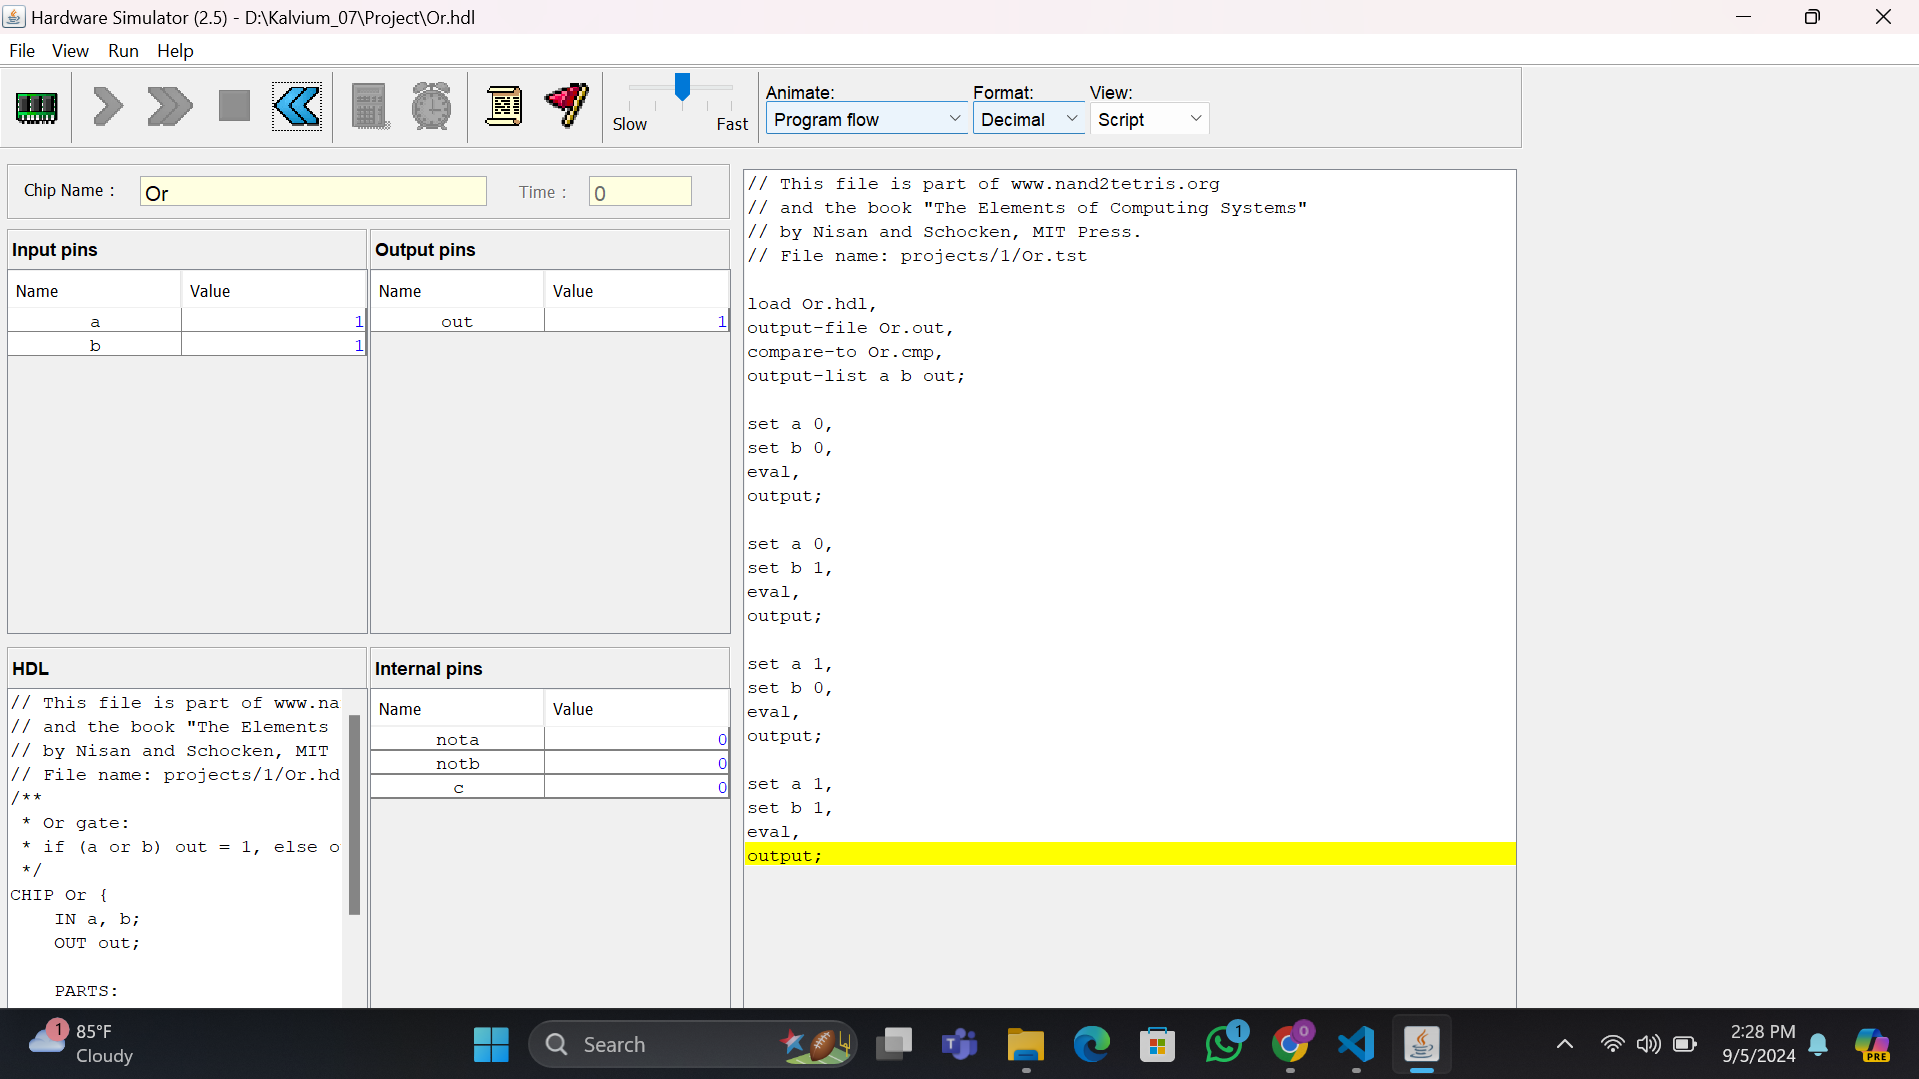 Hardware Simulator (2.5) - D:\Kalvium_07\Project\Or.hdl
File View Run Help
Slow Fast
Animate: Format: View:
Program flow Decimal Script
Chip Name : Or Time : 0
Input pins
Name Value
a 1
b 1
Output pins
Name Value
out 1
HDL
// This file is part of www.na
// and the book "The Elements
// by Nisan and Schocken, MIT
// File name: projects/1/Or.hd
/**
* Or gate:
* if (a or b) out = 1, else o
*/
CHIP Or {
IN a, b;
OUT out;
PARTS:
Internal pins
Name Value
nota 0
notb 0
c 0
// This file is part of www.nand2tetris.org
// and the book "The Elements of Computing Systems"
// by Nisan and Schocken, MIT Press.
// File name: projects/1/Or.tst
load Or.hdl,
output-file Or.out,
compare-to Or.cmp,
output-list a b out;
set a 0,
set b 0,
eval,
output;
set a 0,
set b 1,
eval,
output;
set a 1,
set b 0,
eval,
output;
set a 1,
set b 1,
eval,
output;
1
85°F
Cloudy
Search
1
0
2:28 PM
9/5/2024
PRE